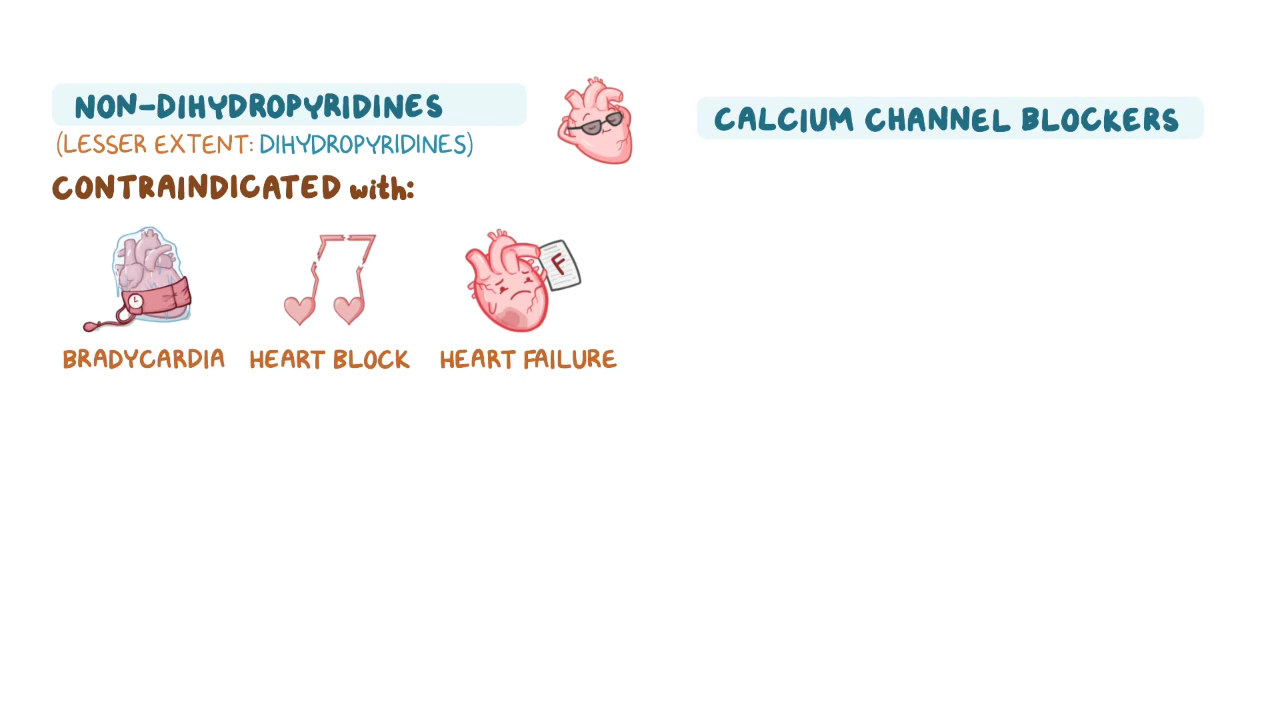 NON-DIHYDROPYRIDINES
(LESSER EXTENT: DIHYDROPYRIDINES)
CONTRAINDICATED with:
F
BRADYCARDIA
HEART BLOCK
HEART FAILURE
CALCIUM CHANNEL BLOCKERS